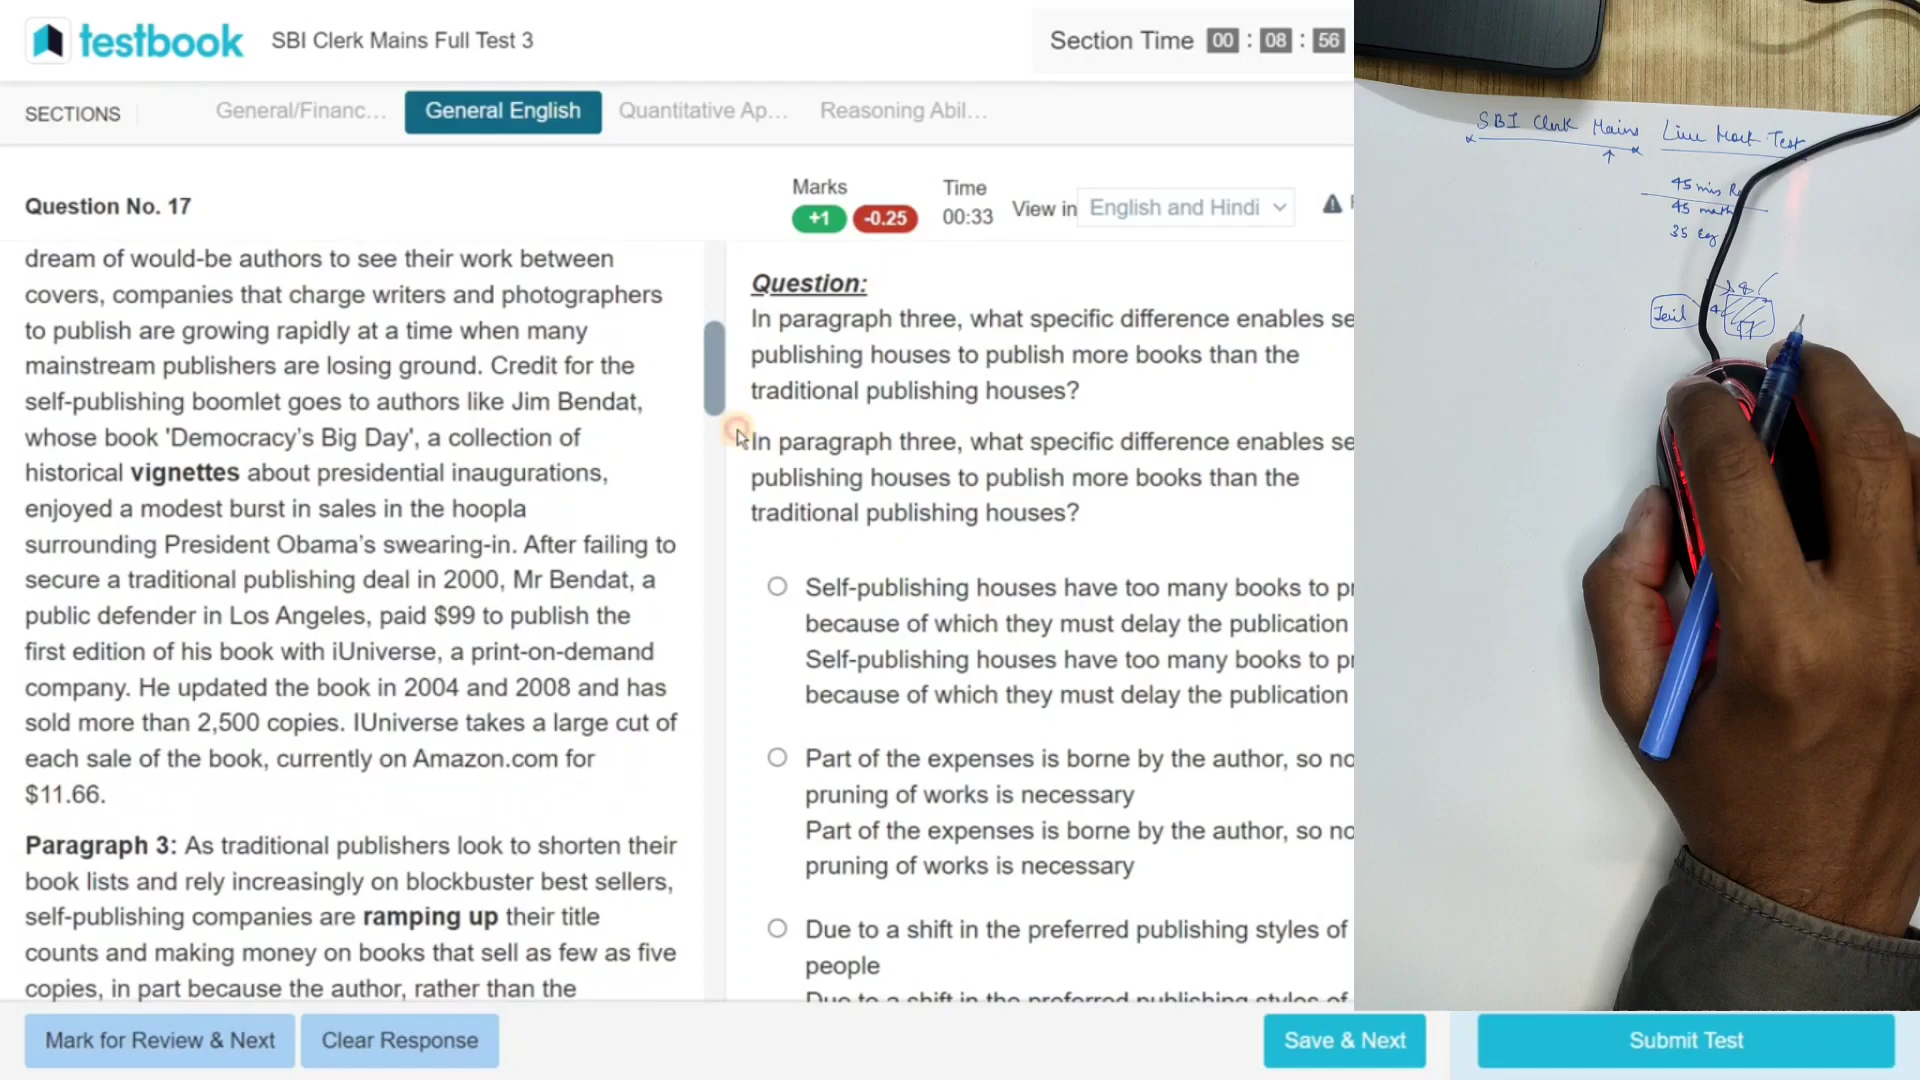 testbook
SBI Clerk Mains Full Test 3
Section Time 00 : 08 : 56
SECTIONS
General/Financ...
General English
Quantitative Ap...
Reasoning Abil...
Question No. 17
Marks
+1
-0.25
Time
00:33
View in
English and Hindi
dream of would-be authors to see their work between
covers, companies that charge writers and photographers
to publish are growing rapidly at a time when many
mainstream publishers are losing ground. Credit for the
self-publishing boomlet goes to authors like Jim Bendat,
whose book 'Democracy's Big Day', a collection of
historical vignettes about presidential inaugurations,
enjoyed a modest burst in sales in the hoopla
surrounding President Obama's swearing-in. After failing to
secure a traditional publishing deal in 2000, Mr Bendat, a
public defender in Los Angeles, paid $99 to publish the
first edition of his book with iUniverse, a print-on-demand
company. He updated the book in 2004 and 2008 and has
sold more than 2,500 copies. IUniverse takes a large cut of
each sale of the book, currently on Amazon.com for
$11.66.
Paragraph 3: As traditional publishers look to shorten their
book lists and rely increasingly on blockbuster best sellers,
self-publishing companies are ramping up their title
counts and making money on books that sell as few as five
copies, in part because the author, rather than the
Question:
In paragraph three, what specific difference enables se
publishing houses to publish more books than the
traditional publishing houses?
In paragraph three, what specific difference enables se
publishing houses to publish more books than the
traditional publishing houses?
Self-publishing houses have too many books to pr
because of which they must delay the publication
Self-publishing houses have too many books to pr
because of which they must delay the publication
Part of the expenses is borne by the author, so no
pruning of works is necessary
Part of the expenses is borne by the author, so no
pruning of works is necessary
Due to a shift in the preferred publishing styles of
people
Due to a shift in the preferred publishing styles of
Mark for Review & Next
Clear Response
Save & Next
Submit Test
SBI Clerk Mains Live Mock Test
45 min R
45 math
35 Eng